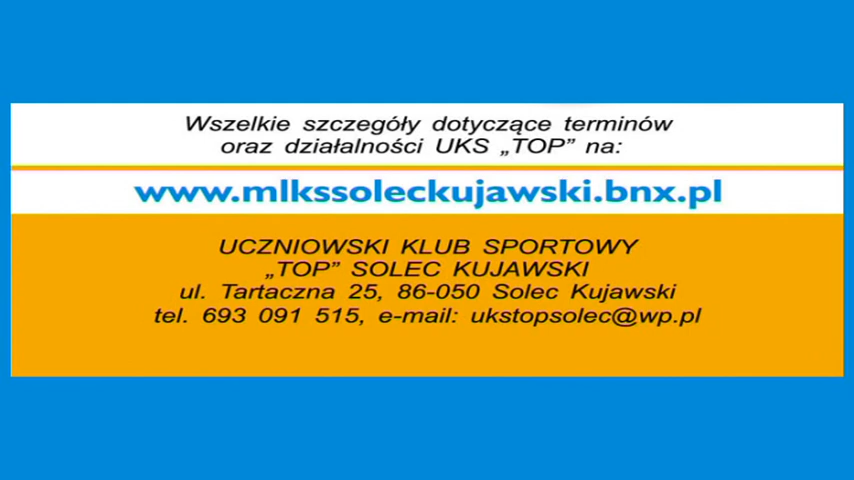 Wszelkie szczegóły dotyczące terminów
oraz działalności UKS „TOP” na:
www.mlkssoleckujawski.bnx.pl
UCZNIOWSKI KLUB SPORTOWY
„TOP” SOLEC KUJAWSKI
ul. Tartaczna 25, 86-050 Solec Kujawski
tel. 693 091 515, e-mail: ukstopsolec@wp.pl